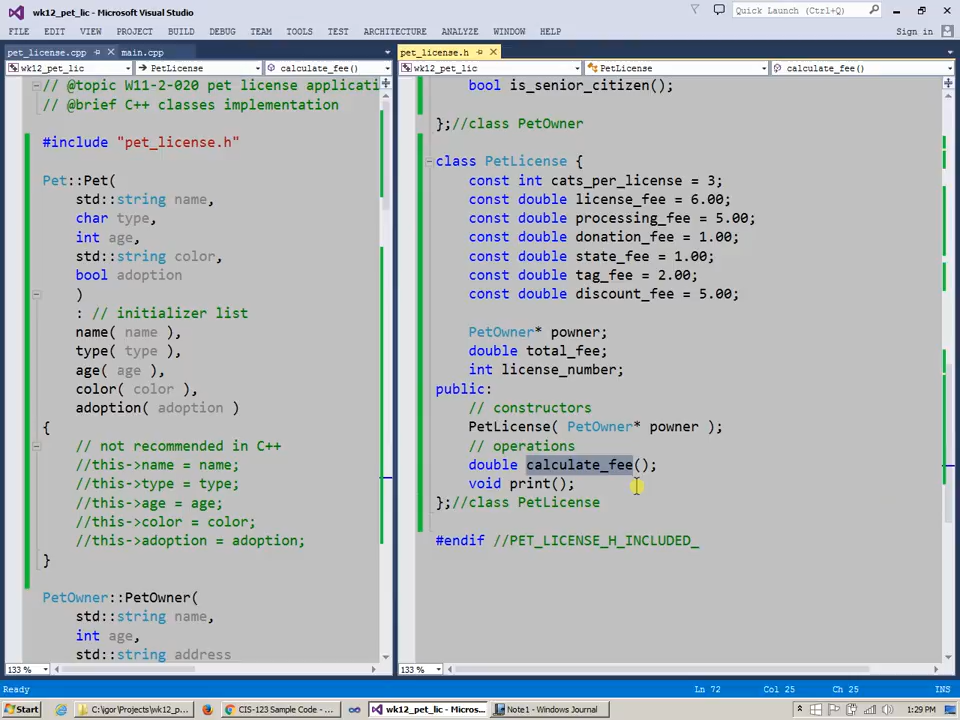 wk12_pet_lic - Microsoft Visual Studio
Quick Launch (Ctrl+Q)
FILE EDIT VIEW PROJECT BUILD DEBUG TEAM TOOLS TEST ARCHITECTURE ANALYZE WINDOW HELP
Sign in
pet_license.cpp main.cpp
wk12_pet_lic PetLicense calculate_fee()
// @topic W11-2-020 pet license applicati
// @brief C++ classes implementation
#include "pet_license.h"
Pet::Pet(
std::string name,
char type,
int age,
std::string color,
bool adoption
)
: // initializer list
name( name ),
type( type ),
age( age ),
color( color ),
adoption( adoption )
{
// not recommended in C++
//this->name = name;
//this->type = type;
//this->age = age;
//this->color = color;
//this->adoption = adoption;
}
PetOwner::PetOwner(
std::string name,
int age,
std::string address
133 %
pet_license.h
wk12_pet_lic PetLicense calculate_fee()
bool is_senior_citizen();
};//class PetOwner
class PetLicense {
const int cats_per_license = 3;
const double license_fee = 6.00;
const double processing_fee = 5.00;
const double donation_fee = 1.00;
const double state_fee = 1.00;
const double tag_fee = 2.00;
const double discount_fee = 5.00;
PetOwner* powner;
double total_fee;
int license_number;
public:
// constructors
PetLicense( PetOwner* powner );
// operations
double calculate_fee();
void print();
};//class PetLicense
#endif //PET_LICENSE_H_INCLUDED_
133 %
Ready Ln 72 Col 25 Ch 25 INS
Start C:\igor\Projects\wk12_p... CIS-123 Sample Code -... wk12_pet_lic - Micros... Note1 - Windows Journal 1:29 PM